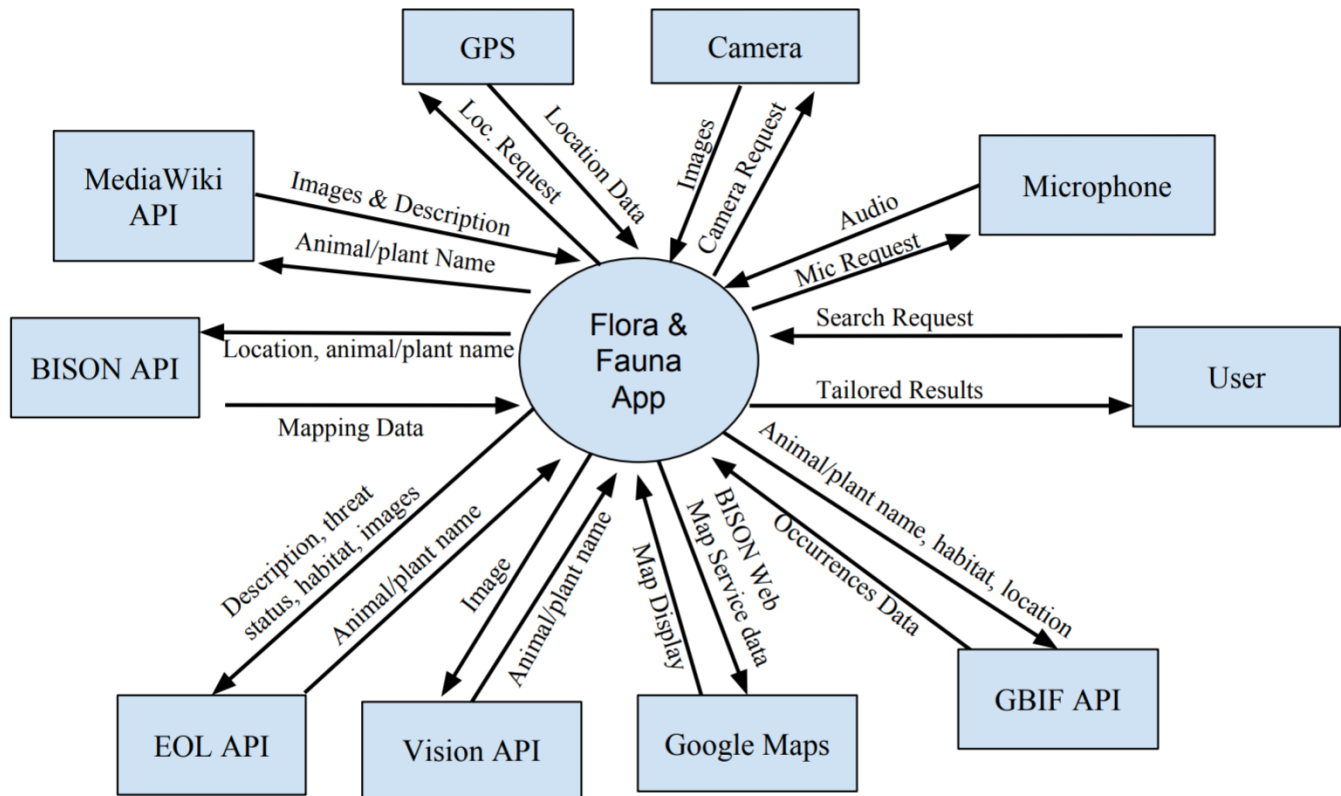 GPS
Camera
Loc. Request
Location Data
Images
Camera Request
MediaWiki
API
Images & Description
Animal/plant Name
Microphone
Audio
Mic Request
Flora &
Fauna
App
BISON API
Location, animal/plant name
Mapping Data
Search Request
Tailored Results
User
Description, threat
status, habitat, images
Animal/plant name
Image
Animal/plant name
Map Display
BISON Web
Map Service data
Occurrences Data
Animal/plant name, habitat, location
EOL API
Vision API
Google Maps
GBIF API